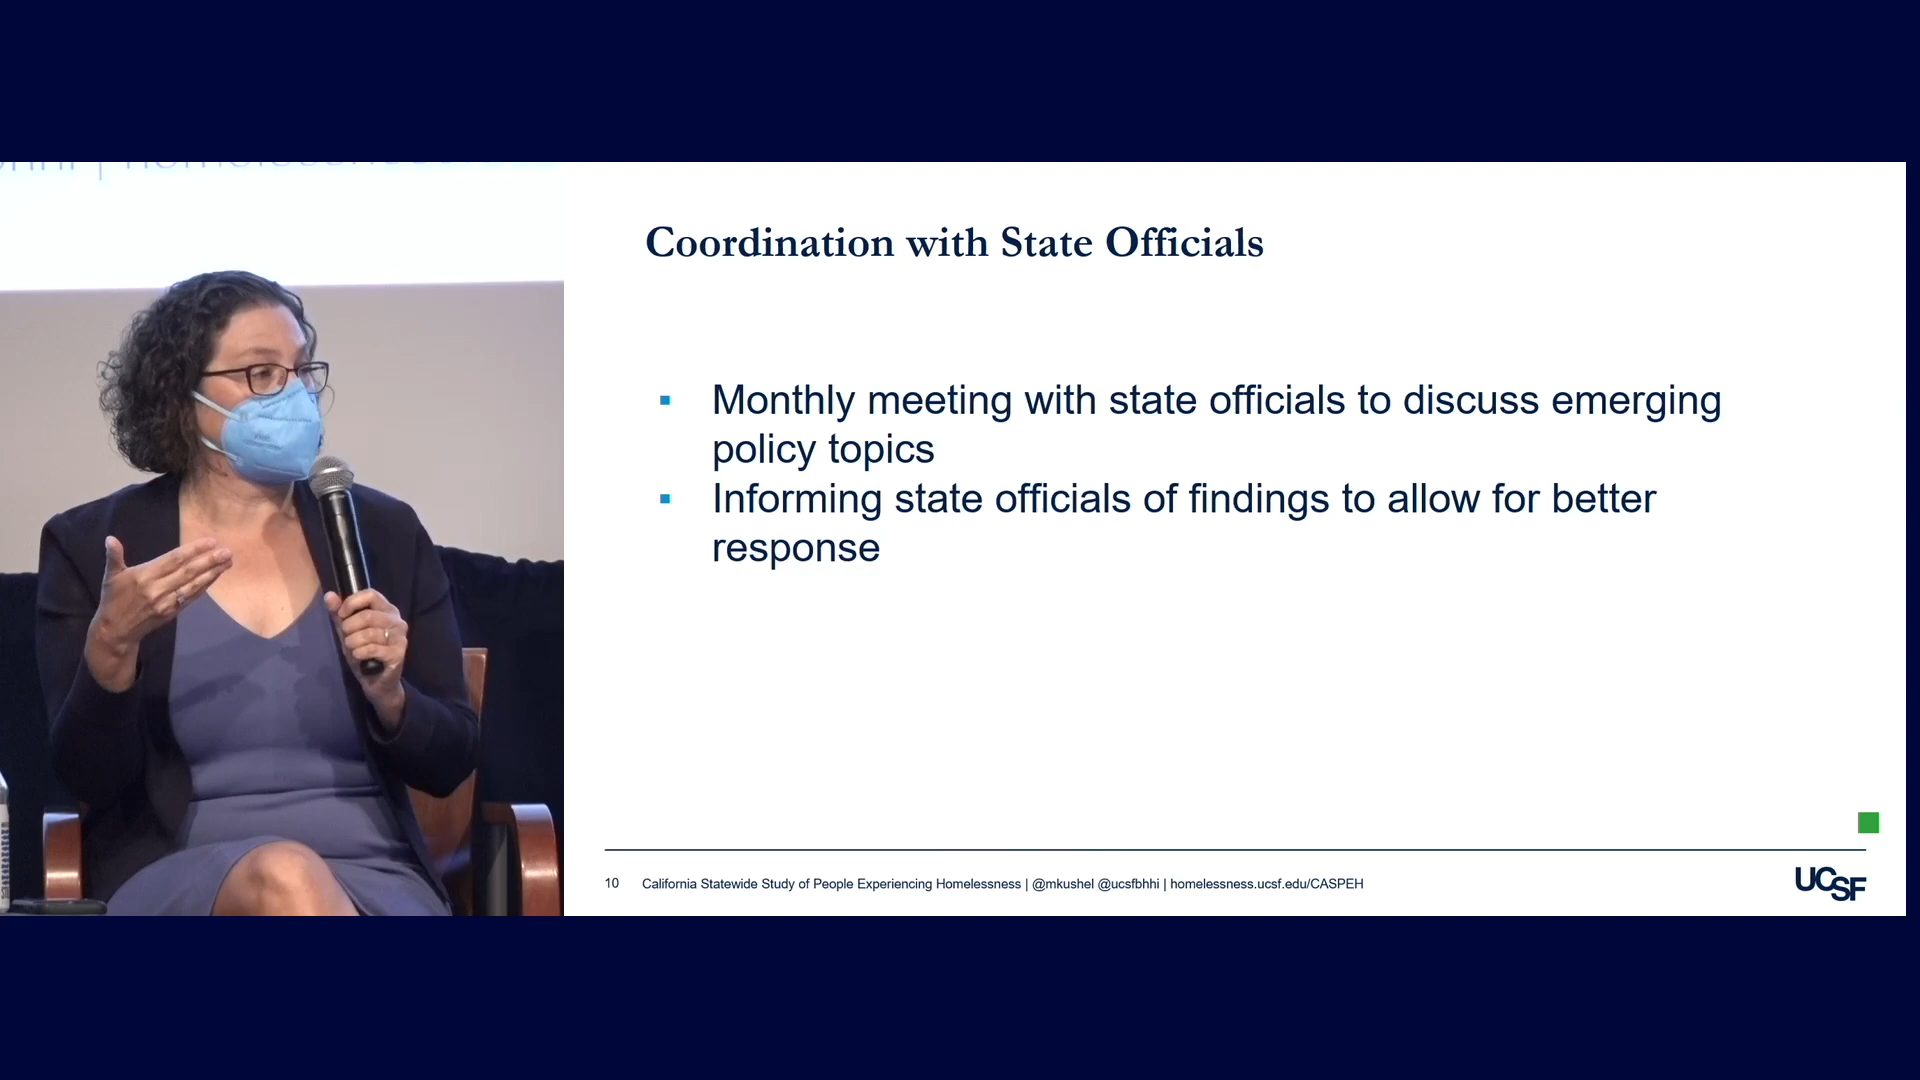 Coordination with State Officials
▪ Monthly meeting with state officials to discuss emerging
policy topics
▪ Informing state officials of findings to allow for better
response
10 California Statewide Study of People Experiencing Homelessness | @mkushel @ucsfbhhi | homelessness.ucsf.edu/CASPEH
UCSF